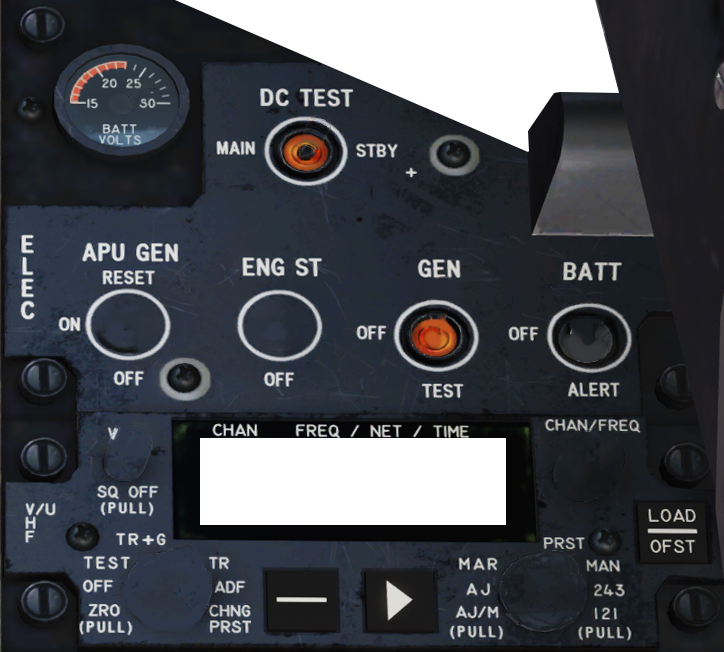 20 25
15 30
BATT
VOLTS
DC TEST
MAIN STBY
+
E
L
E
C
APU GEN
RESET
ON
OFF
ENG ST
OFF
GEN
OFF
TEST
BATT
OFF
ALERT
V/U
H
F
V
SQ OFF
(PULL)
CHAN FREQ / NET / TIME
CHAN/FREQ
LOAD
OFST
TR+G
TEST TR
OFF ADF
ZRO CHNG
(PULL) PRST
PRST
MAR MAN
AJ 243
AJ/M 121
(PULL) (PULL)